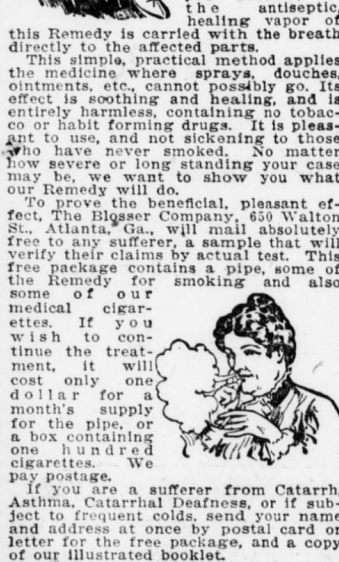 the antiseptic,
healing vapor of
this Remedy is carried with the breath
directly to the affected parts.
This simple, practical method applies
the medicine where sprays, douches,
ointments, etc., cannot possibly go. Its
effect is soothing and healing, and is
entirely harmless, containing no tobac-
co or habit forming drugs. It is pleas-
ant to use, and not sickening to those
who have never smoked. No matter
how severe or long standing your case
may be, we want to show you what
our Remedy will do.
To prove the beneficial, pleasant ef-
fect, The Blosser Company, 650 Walton
St., Atlanta, Ga., will mail absolutely
free to any sufferer, a sample that will
verify their claims by actual test. This
free package contains a pipe, some of
the Remedy for smoking and also
some of our
medical cigar-
ettes. If you
wish to con-
tinue the treat-
ment, it will
cost only one
dollar for a
month's supply
for the pipe, or
a box containing
one hundred
cigarettes. We
pay postage.
If you are a sufferer from Catarrh,
Asthma, Catarrhal Deafness, or if sub-
ject to frequent colds, send your name
and address at once by postal card or
letter for the free package, and a copy
of our illustrated booklet.